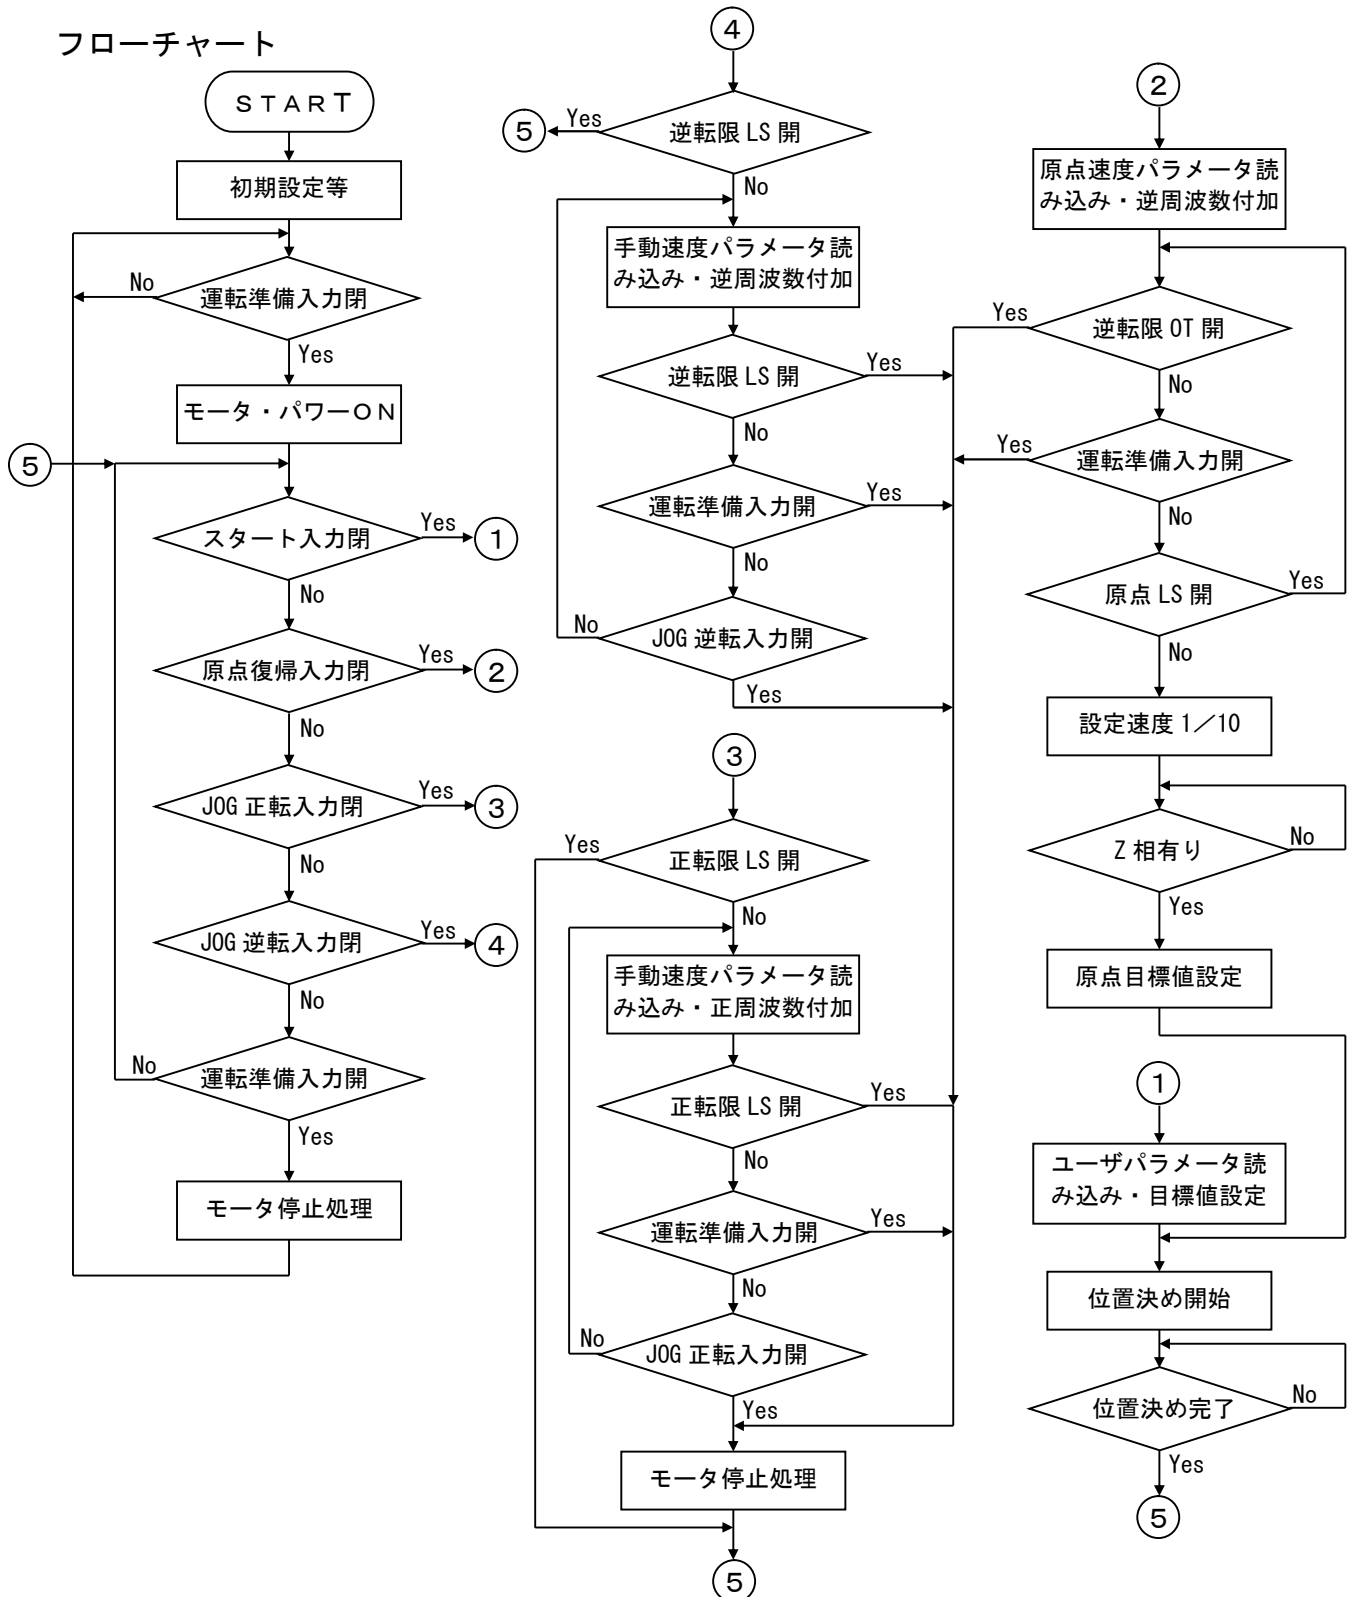 フローチャート
ＳＴＡＲＴ
初期設定等
No
運転準備入力閉
Yes
モータ・パワーＯＮ
⑤
スタート入力閉
Yes
①
No
原点復帰入力閉
Yes
②
No
JOG 正転入力閉
Yes
③
No
JOG 逆転入力閉
Yes
④
No
No
運転準備入力開
Yes
モータ停止処理
④
逆転限 LS 開
Yes
⑤
No
手動速度パラメータ読
み込み・逆周波数付加
逆転限 LS 開
Yes
No
運転準備入力開
Yes
No
No
JOG 逆転入力開
Yes
③
Yes
正転限 LS 開
No
手動速度パラメータ読
み込み・正周波数付加
正転限 LS 開
Yes
No
運転準備入力開
Yes
No
No
JOG 正転入力開
Yes
モータ停止処理
⑤
②
原点速度パラメータ読
み込み・逆周波数付加
Yes
逆転限 OT 開
No
Yes
運転準備入力開
No
原点 LS 開
Yes
No
設定速度 1／10
Z 相有り
No
Yes
原点目標値設定
①
ユーザパラメータ読
み込み・目標値設定
位置決め開始
位置決め完了
No
Yes
⑤